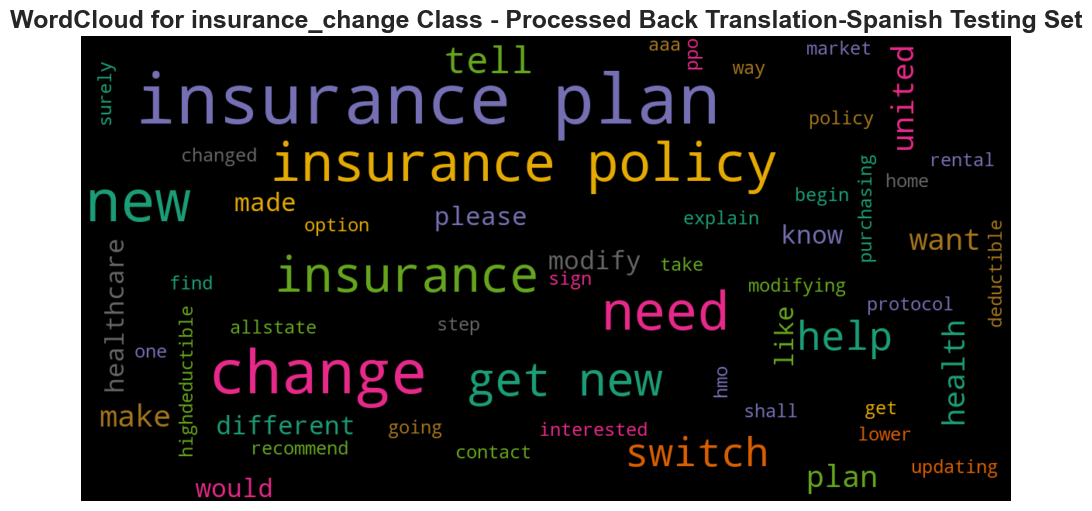 WordCloud for insurance_change Class - Processed Back Translation-Spanish Testing Set
surely
tell
aaa
ppo
way
market
united
insurance plan
policy
changed
insurance policy
rental
new
made
option
please
explain
begin
purchasing
home
know
want
deductible
healthcare
insurance
modify
sign
take
modifying
find
highdeductible
allstate
step
need
like
help
protocol
health
one
change
get new
hmo
shall
get
make
different
going
interested
lower
recommend
contact
switch
updating
would
plan